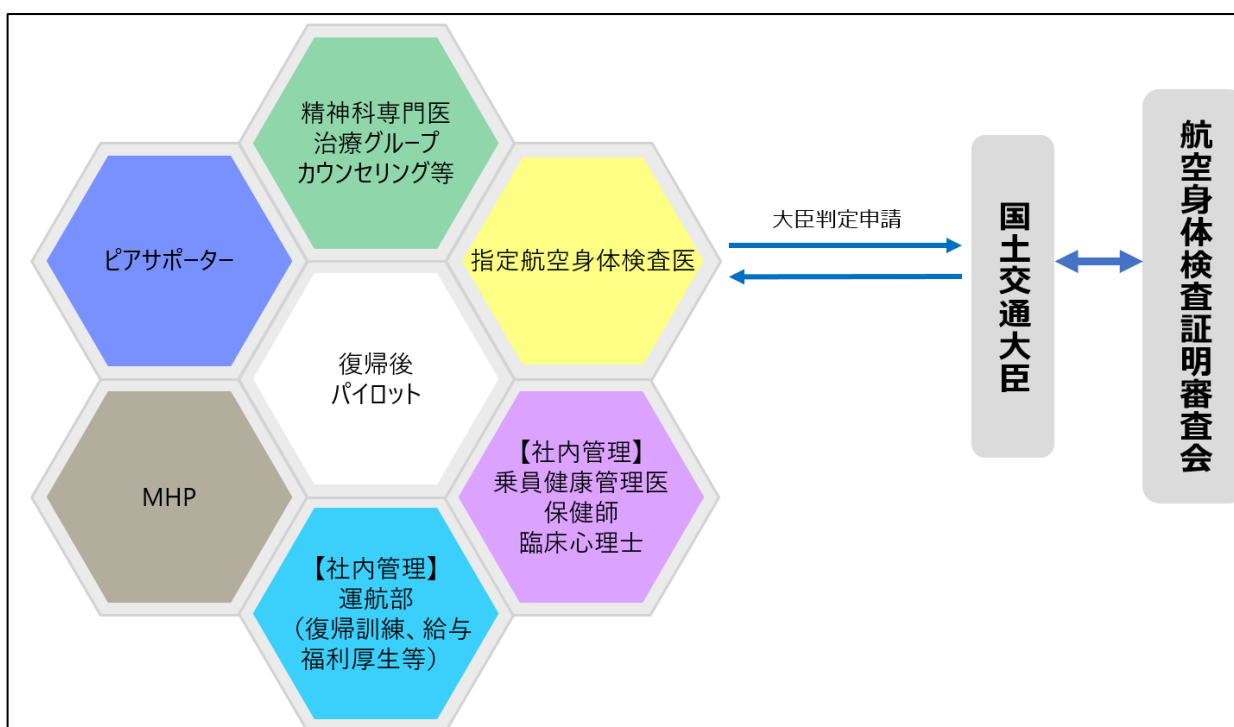 精神科専門医
治療グループ
カウンセリング等
ピアサポーター
指定航空身体検査医
復帰後
パイロット
MHP
【社内管理】
乗員健康管理医
保健師
臨床心理士
【社内管理】
運航部
（復帰訓練、給与
福利厚生等）
大臣判定申請
国土交通大臣
航空身体検査証明審査会